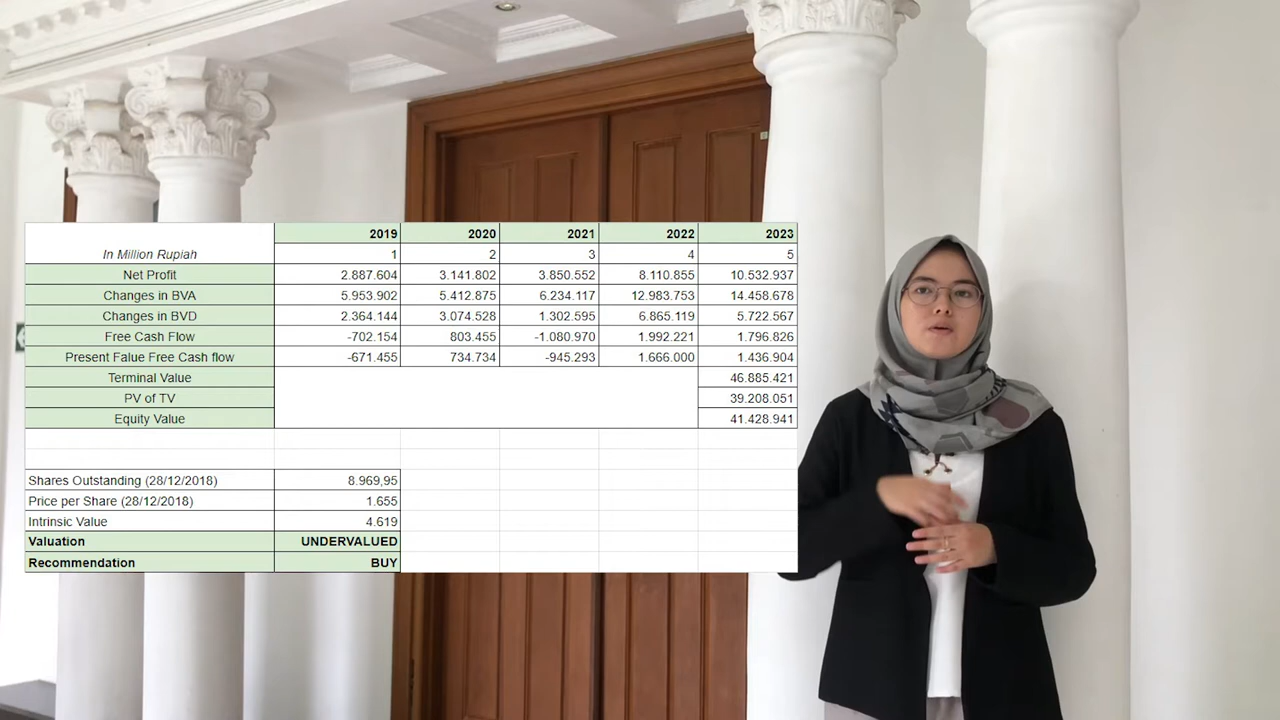 2019 2020 2021 2022 2023
In Million Rupiah 1 2 3 4 5
Net Profit 2.887.604 3.141.802 3.850.552 8.110.855 10.532.937
Changes in BVA 5.953.902 5.412.875 6.234.117 12.983.753 14.458.678
Changes in BVD 2.364.144 3.074.528 1.302.595 6.865.119 5.722.567
Free Cash Flow -702.154 803.455 -1.080.970 1.992.221 1.796.826
Present Falue Free Cash flow -671.455 734.734 -945.293 1.666.000 1.436.904
Terminal Value 46.885.421
PV of TV 39.208.051
Equity Value 41.428.941
Shares Outstanding (28/12/2018) 8.969,95
Price per Share (28/12/2018) 1.655
Intrinsic Value 4.619
Valuation UNDERVALUED
Recommendation BUY